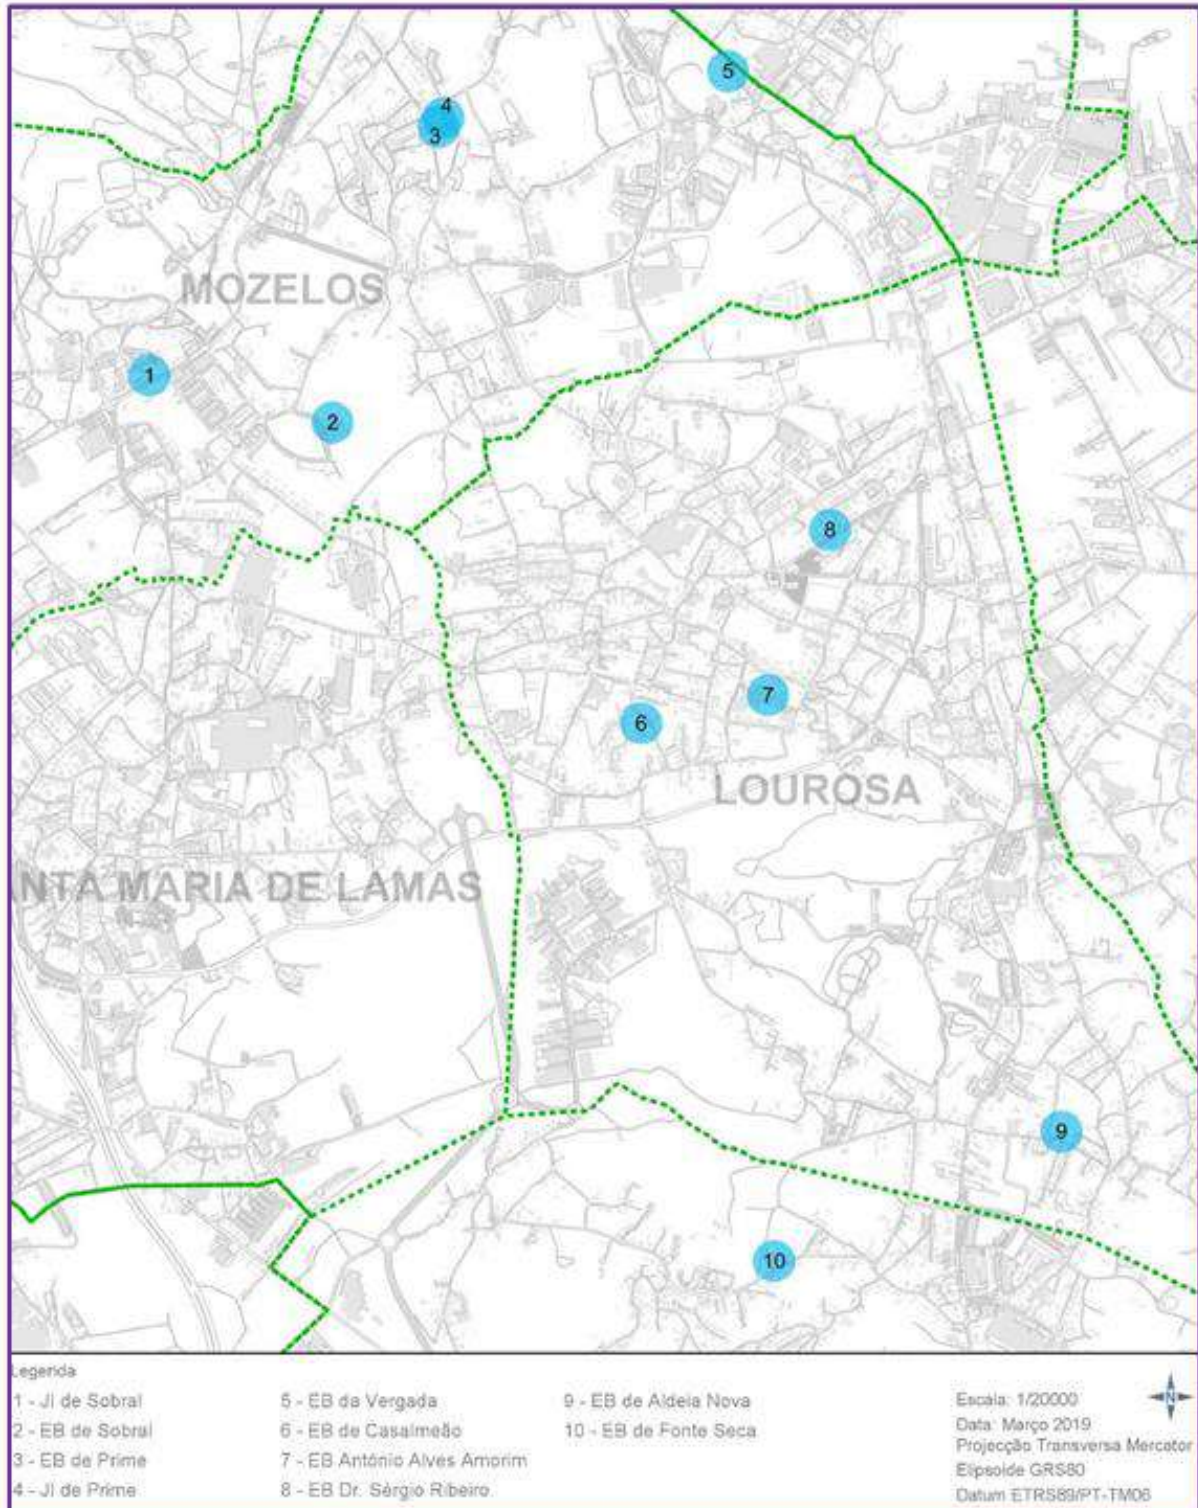 5
4
3
MOZELOS
1
2
8
7
6
LOUROSA
ANTA MARIA DE LAMAS
9
10
Legenda
1 - JI de Sobral
2 - EB de Sobral
3 - EB de Prime
4 - JI de Prime
5 - EB da Vergada
6 - EB de Casalmeão
7 - EB António Alves Amorim
8 - EB Dr. Sérgio Ribeiro
9 - EB de Aldeia Nova
10 - EB de Fonte Seca
N
Escala: 1/20000
Data: Março 2019
Projecção Transversa Mercator
Elipsoide GRS80
Datum ETRS89/PT-TM06